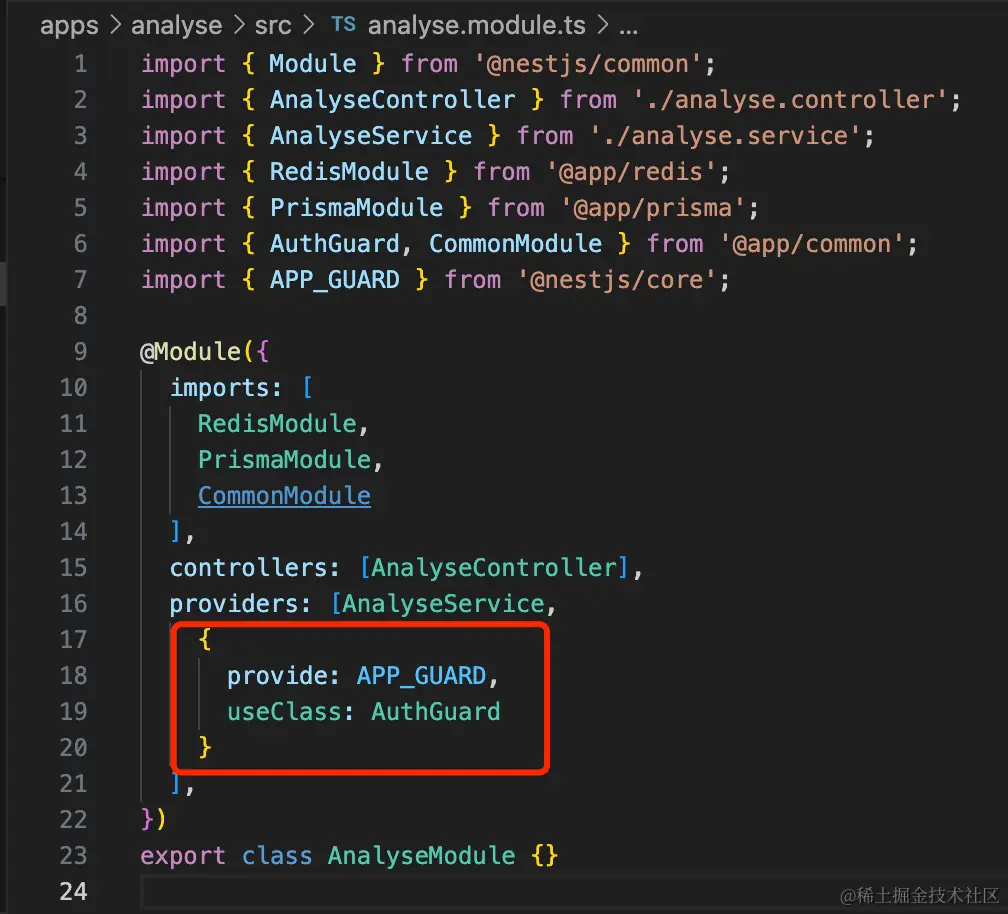 apps > analyse > src > TS analyse.module.ts > ...
1 import { Module } from '@nestjs/common';
2 import { AnalyseController } from './analyse.controller';
3 import { AnalyseService } from './analyse.service';
4 import { RedisModule } from '@app/redis';
5 import { PrismaModule } from '@app/prisma';
6 import { AuthGuard, CommonModule } from '@app/common';
7 import { APP_GUARD } from '@nestjs/core';
8
9 @Module({
10   imports: [
11     RedisModule,
12     PrismaModule,
13     CommonModule
14   ],
15   controllers: [AnalyseController],
16   providers: [AnalyseService,
17     {
18       provide: APP_GUARD,
19       useClass: AuthGuard
20     }
21   ],
22 })
23 export class AnalyseModule {}
24
@稀土掘金技术社区